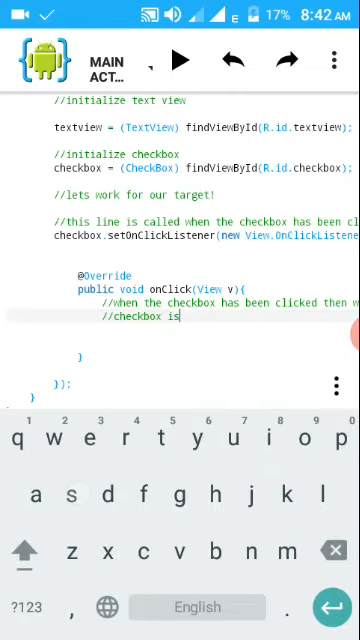 E 17% 8:42 AM
MAIN
ACT...
//initialize text view
textview = (TextView) findViewById(R.id.textview);
//initialize checkbox
checkbox = (CheckBox) findViewById(R.id.checkbox);
//lets work for our target!
//this line is called when the checkbox has been cl
checkbox.setOnClickListener(new View.OnClickListene
@Override
public void onClick(View v){
//when the checkbox has been clicked then w
//checkbox is
}
});
}
1 2 3 4 5 6 7 8 9 0
q w e r t y u i o p
a s d f g h j k l
z x c v b n m
?123 , English .